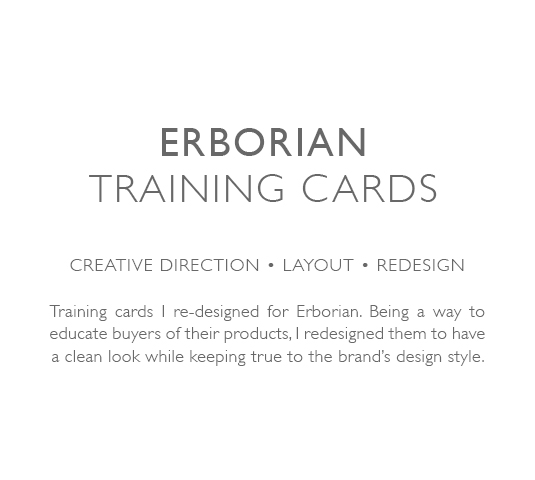 ERBORIAN
TRAINING CARDS
CREATIVE DIRECTION • LAYOUT • REDESIGN
Training cards I re-designed for Erborian. Being a way to
educate buyers of their products, I redesigned them to have
a clean look while keeping true to the brand's design style.